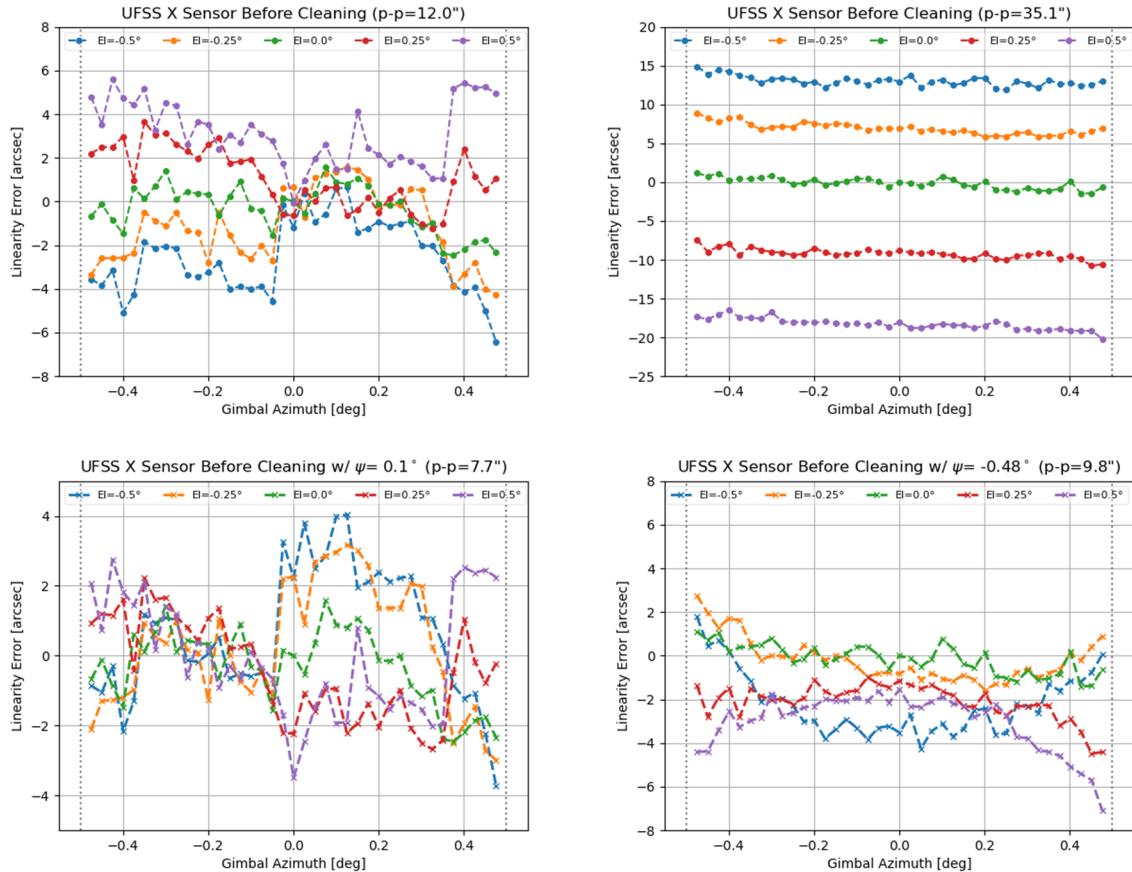 UFSS X Sensor Before Cleaning (p-p=12.0")
El=-0.5° El=-0.25° El=0.0° El=0.25° El=0.5°
8
6
4
2
0
−2
−4
−6
−8
Linearity Error [arcsec]
−0.4 −0.2 0.0 0.2 0.4
Gimbal Azimuth [deg]
UFSS X Sensor Before Cleaning (p-p=35.1")
El=-0.5° El=-0.25° El=0.0° El=0.25° El=0.5°
20
15
10
5
0
−5
−10
−15
−20
−25
Linearity Error [arcsec]
−0.4 −0.2 0.0 0.2 0.4
Gimbal Azimuth [deg]
UFSS X Sensor Before Cleaning w/ ψ= 0.1° (p-p=7.7")
El=-0.5° El=-0.25° El=0.0° El=0.25° El=0.5°
4
2
0
−2
−4
Linearity Error [arcsec]
−0.4 −0.2 0.0 0.2 0.4
Gimbal Azimuth [deg]
UFSS X Sensor Before Cleaning w/ ψ= -0.48° (p-p=9.8")
El=-0.5° El=-0.25° El=0.0° El=0.25° El=0.5°
8
6
4
2
0
−2
−4
−6
−8
Linearity Error [arcsec]
−0.4 −0.2 0.0 0.2 0.4
Gimbal Azimuth [deg]